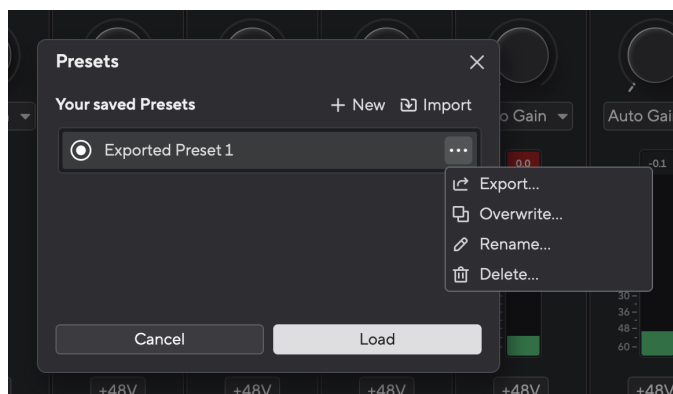 Presets
Your saved Presets
New
Import
o Gain
Auto Gai
Exported Preset 1
0.0
-0.1
Export...
Overwrite...
Rename...
Delete...
30
36
48
60
Cancel
Load
+48V
+48V
+48V
+48V
+48V